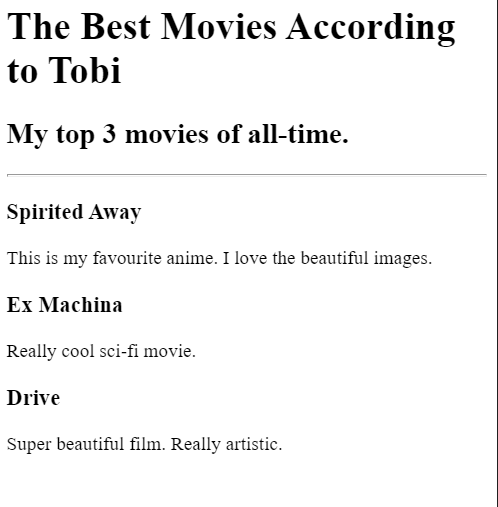 The Best Movies According
to Tobi
My top 3 movies of all-time.
Spirited Away
This is my favourite anime. I love the beautiful images.
Ex Machina
Really cool sci-fi movie.
Drive
Super beautiful film. Really artistic.